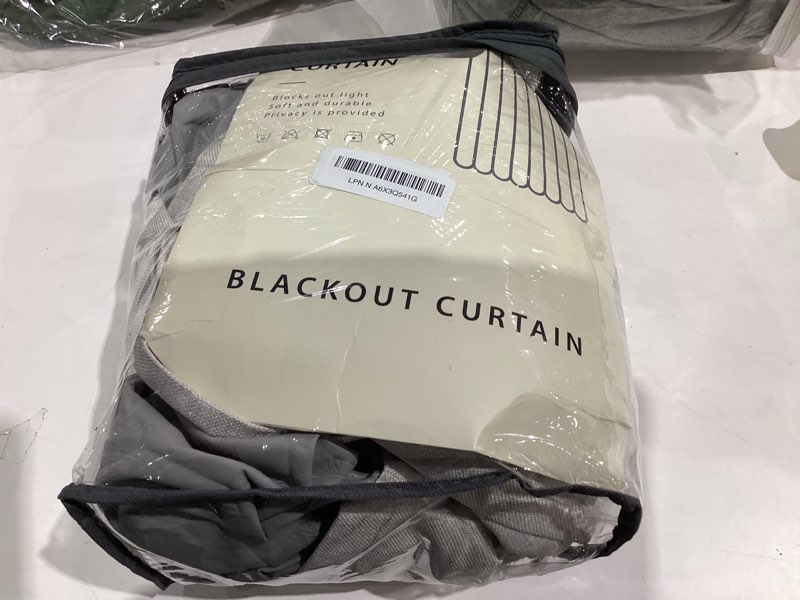 CURTAIN
Blocks out light
Soft and durable
Privacy is provided
LPN N A6X3Q541G
BLACKOUT CURTAIN